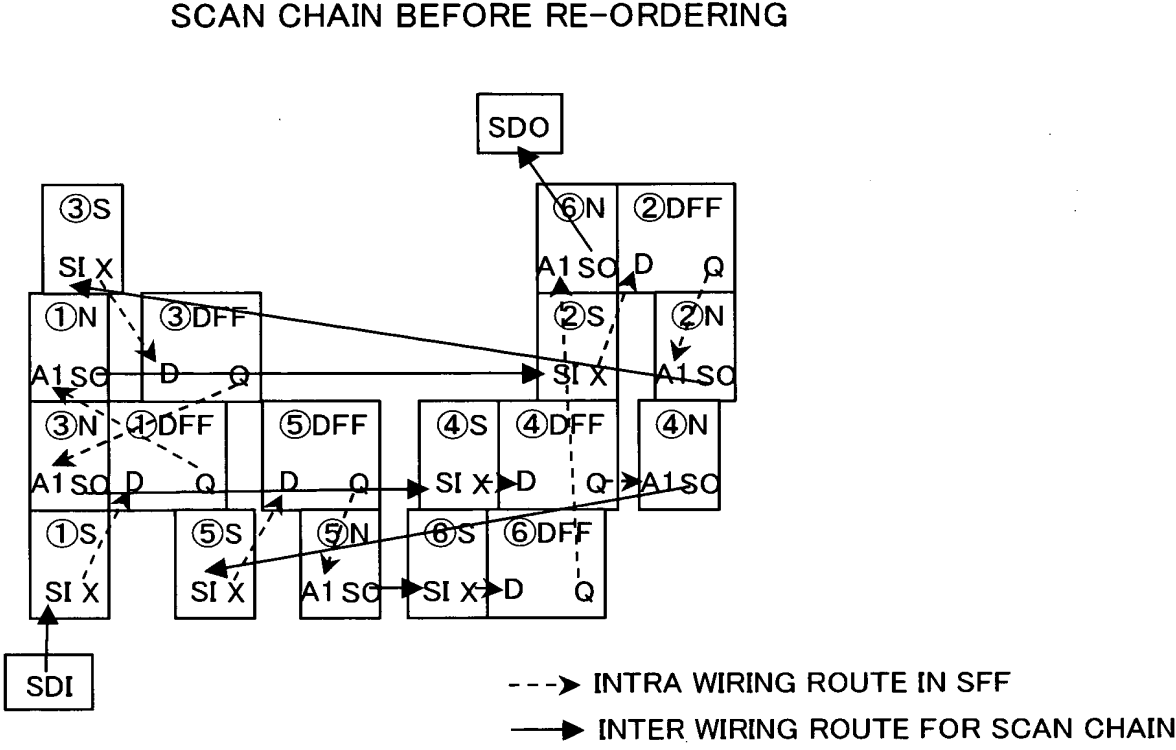 SCAN CHAIN BEFORE RE-ORDERING
SDO
③S
⑥N ②DFF
SI X
A1 SO D Q
①N ③DFF
②S ②N
A1 SO D Q
SI X A1 SO
③N ①DFF ⑤DFF ④S ④DFF ④N
A1 SO D Q D Q SI X D Q A1 SO
①S ⑤S ⑤N ⑥S ⑥DFF
SI X SI X A1 SO SI X D Q
SDI
INTRA WIRING ROUTE IN SFF
INTER WIRING ROUTE FOR SCAN CHAIN